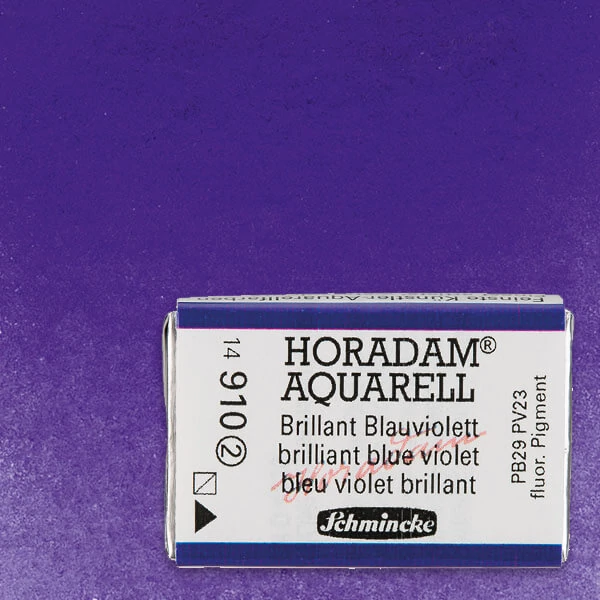 Feinste Künstler-Aquarellfarben
HORADAM®
AQUARELL
Brillant Blauviolett
brilliant blue violet
bleu violet brillant
Horadam
Schmincke
14 910 ②
PB29 PV23
fluor. Pigment